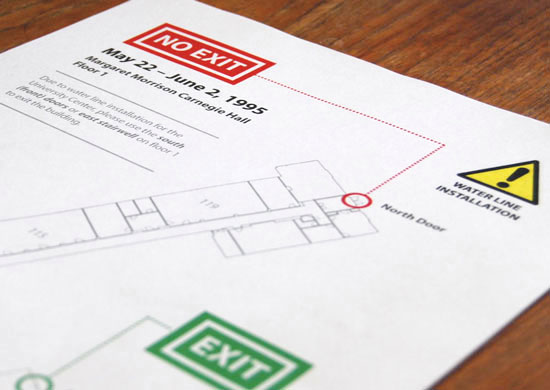 NO EXIT
May 22 – June 2, 1995
Margaret Morrison Carnegie Hall
Floor 1
Due to water line installation for the
University Center, please use the south
(front) doors or east stairwell on floor 1
to exit the building.
WATER LINE
INSTALLATION
119
North Door
115
EXIT